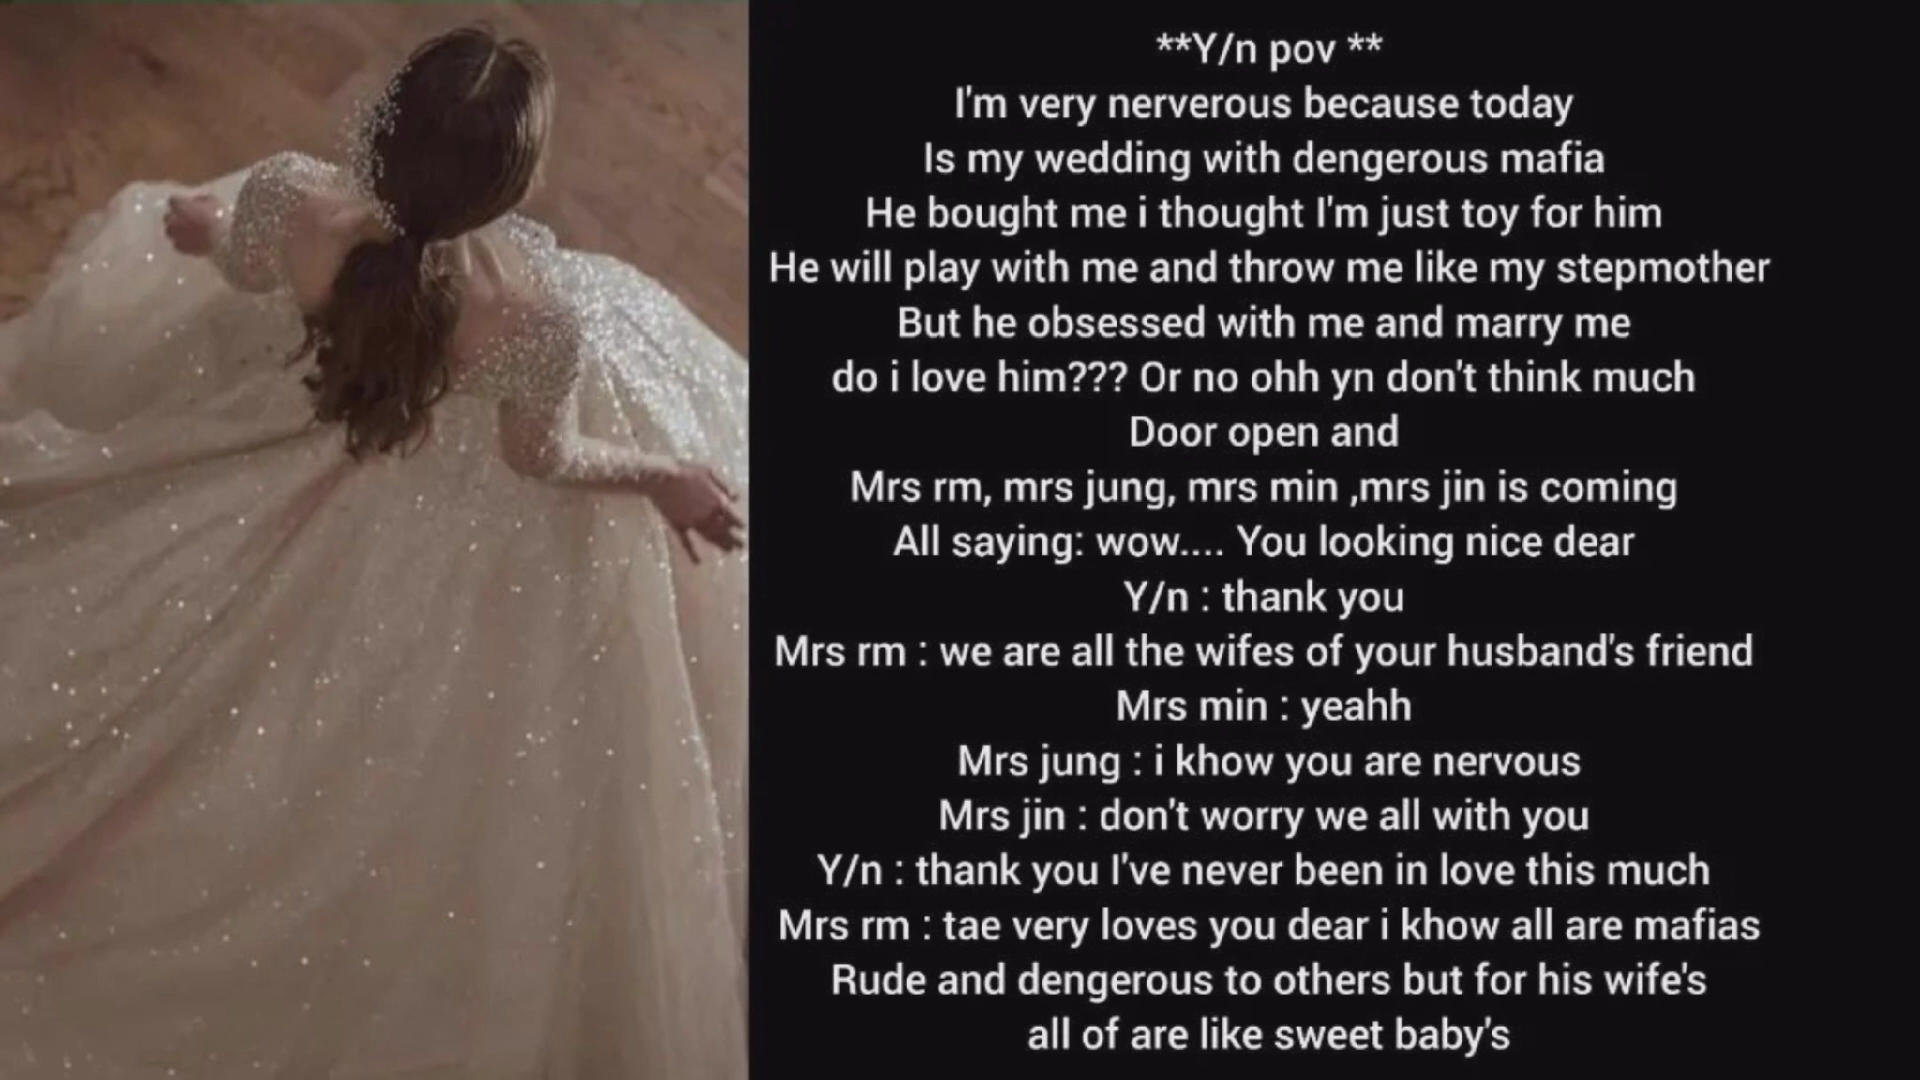 **Y/n pov **
I'm very nerverous because today
Is my wedding with dengerous mafia
He bought me i thought I'm just toy for him
He will play with me and throw me like my stepmother
But he obsessed with me and marry me
do i love him??? Or no ohh yn don't think much
Door open and
Mrs rm, mrs jung, mrs min ,mrs jin is coming
All saying: wow.... You looking nice dear
Y/n : thank you
Mrs rm : we are all the wifes of your husband's friend
Mrs min : yeahh
Mrs jung : i khow you are nervous
Mrs jin : don't worry we all with you
Y/n : thank you I've never been in love this much
Mrs rm : tae very loves you dear i khow all are mafias
Rude and dengerous to others but for his wife's
all of are like sweet baby's